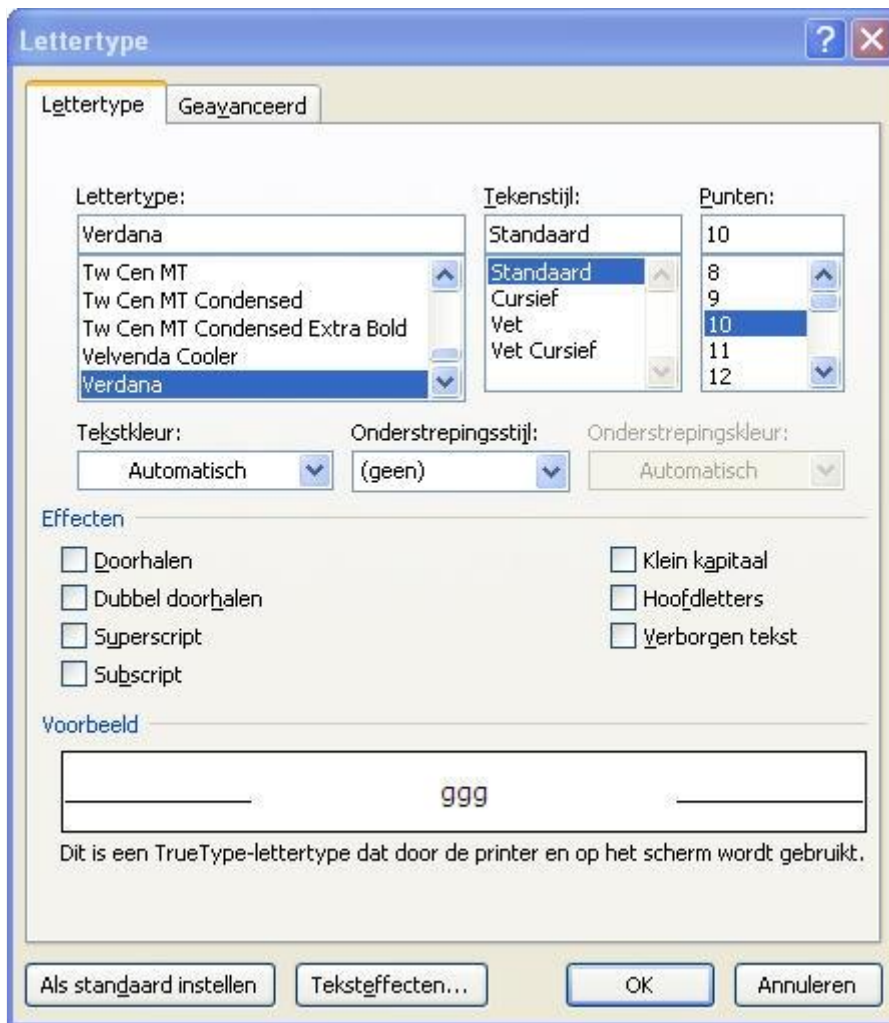 Lettertype
Lettertype Geavanceerd
Lettertype: Tekenstijl: Punten:
Verdana Standaard 10
Tw Cen MT Standaard 8
Tw Cen MT Condensed Cursief 9
Tw Cen MT Condensed Extra Bold Vet 10
Velvenda Cooler Vet Cursief 11
Verdana 12
Tekstkleur: Onderstrepingsstijl: Onderstrepingskleur:
Automatisch (geen) Automatisch
Effecten
Doorhalen Klein kapitaal
Dubbel doorhalen Hoofdletters
Superscript Verborgen tekst
Subscript
Voorbeeld
ggg
Dit is een TrueType-lettertype dat door de printer en op het scherm wordt gebruikt.
Als standaard instellen Teksteffecten... OK Annuleren